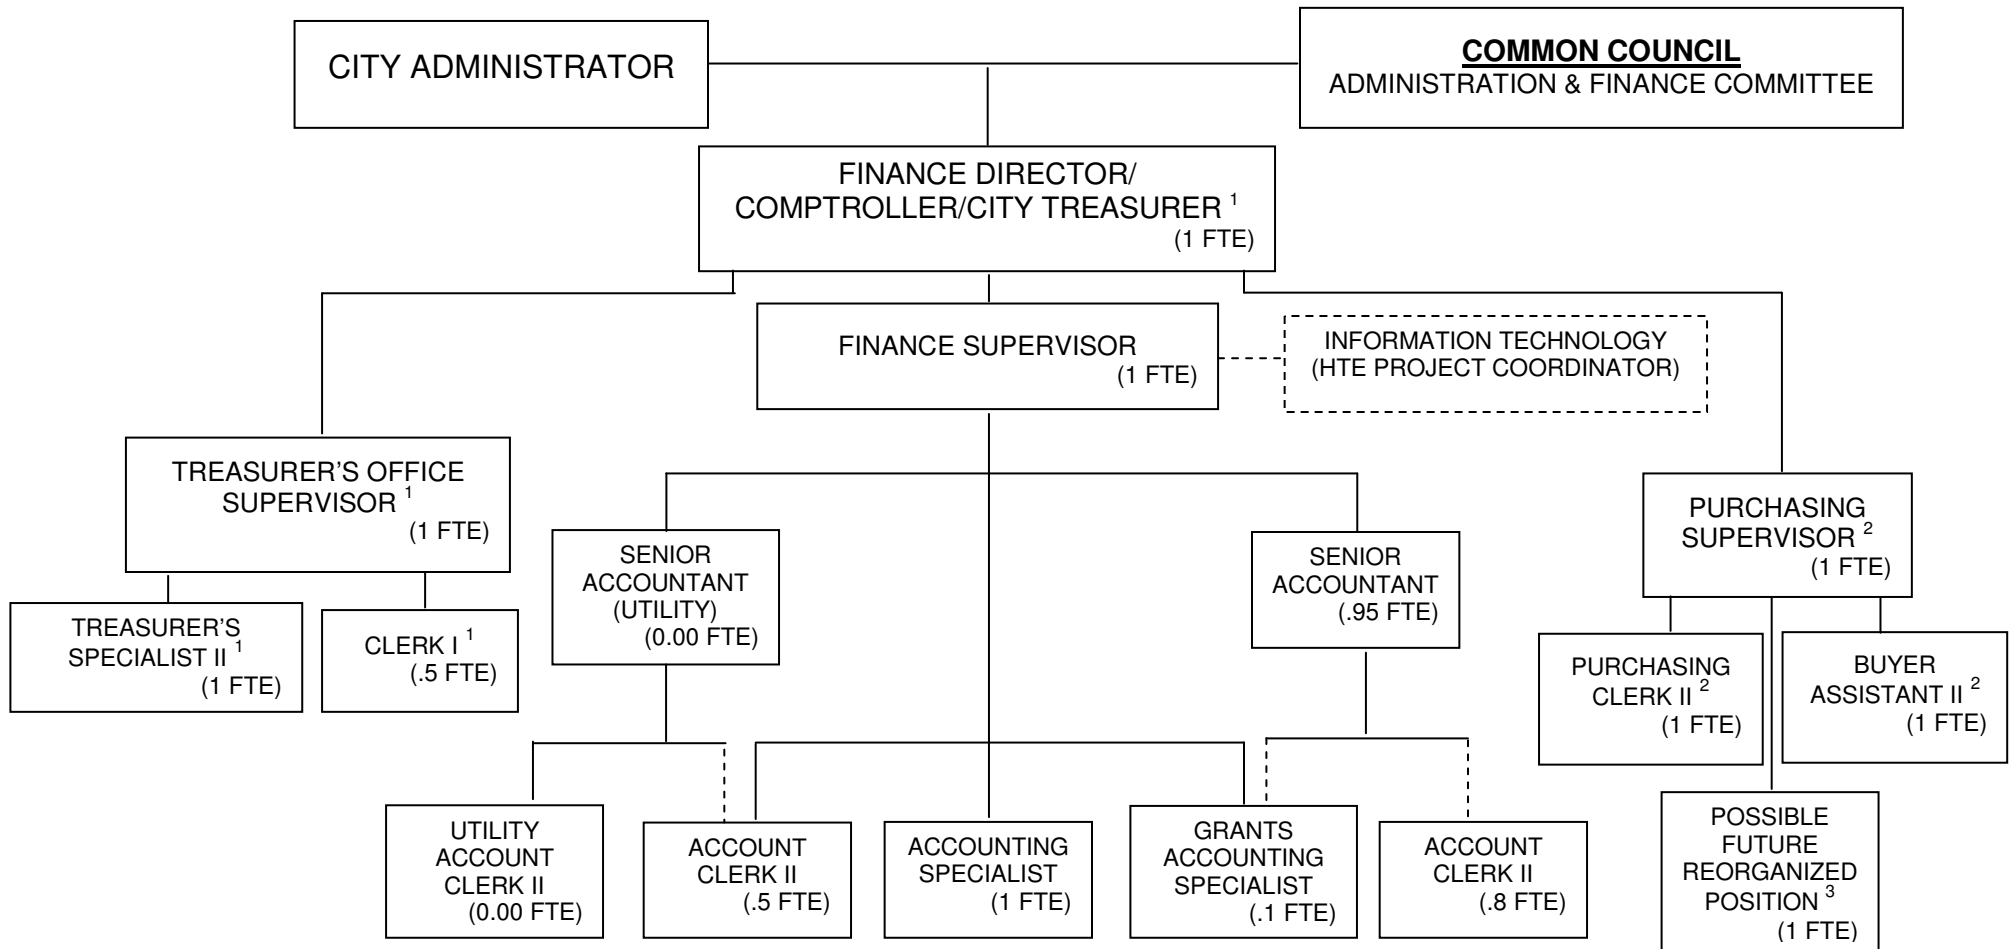 CITY ADMINISTRATOR
COMMON COUNCIL
ADMINISTRATION & FINANCE COMMITTEE
FINANCE DIRECTOR/
COMPTROLLER/CITY TREASURER 1
(1 FTE)
FINANCE SUPERVISOR
(1 FTE)
INFORMATION TECHNOLOGY
(HTE PROJECT COORDINATOR)
TREASURER'S OFFICE
SUPERVISOR 1
(1 FTE)
TREASURER'S
SPECIALIST II 1
(1 FTE)
CLERK I 1
(.5 FTE)
SENIOR
ACCOUNTANT
(UTILITY)
(0.00 FTE)
SENIOR
ACCOUNTANT
(.95 FTE)
PURCHASING
SUPERVISOR 2
(1 FTE)
PURCHASING
CLERK II 2
(1 FTE)
BUYER
ASSISTANT II 2
(1 FTE)
UTILITY
ACCOUNT
CLERK II
(0.00 FTE)
ACCOUNT
CLERK II
(.5 FTE)
ACCOUNTING
SPECIALIST
(1 FTE)
GRANTS
ACCOUNTING
SPECIALIST
(.1 FTE)
ACCOUNT
CLERK II
(.8 FTE)
POSSIBLE
FUTURE
REORGANIZED
POSITION 3
(1 FTE)